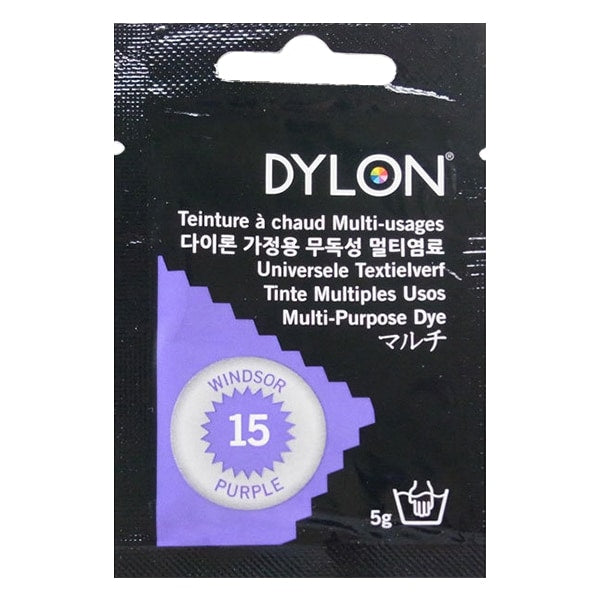 DYLON®
Teinture à chaud Multi-usages
다이론 가정용 무독성 멀티염료
Universele Textielverf
Tinte Multiples Usos
Multi-Purpose Dye
マルチ
WINDSOR
15
PURPLE
5g